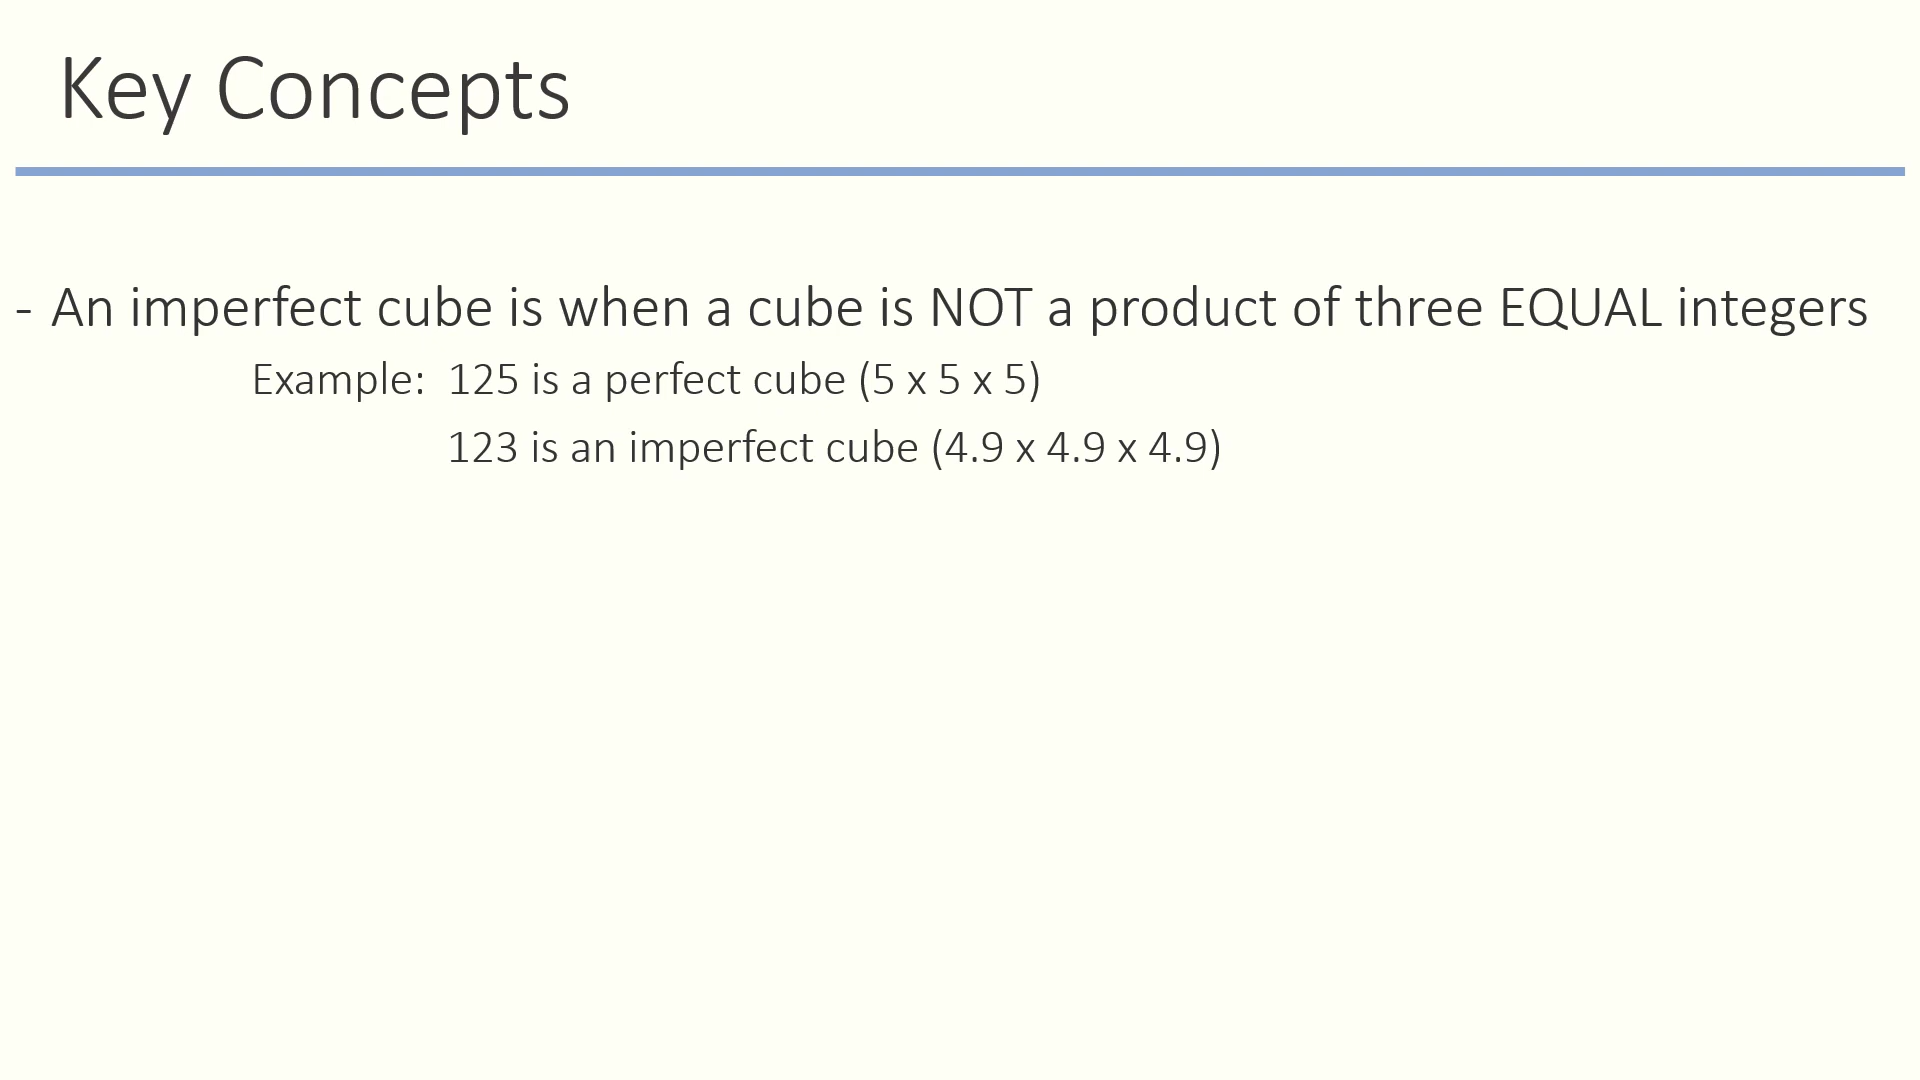 Key Concepts
- An imperfect cube is when a cube is NOT a product of three EQUAL integers
Example: 125 is a perfect cube (5 x 5 x 5)
123 is an imperfect cube (4.9 x 4.9 x 4.9)